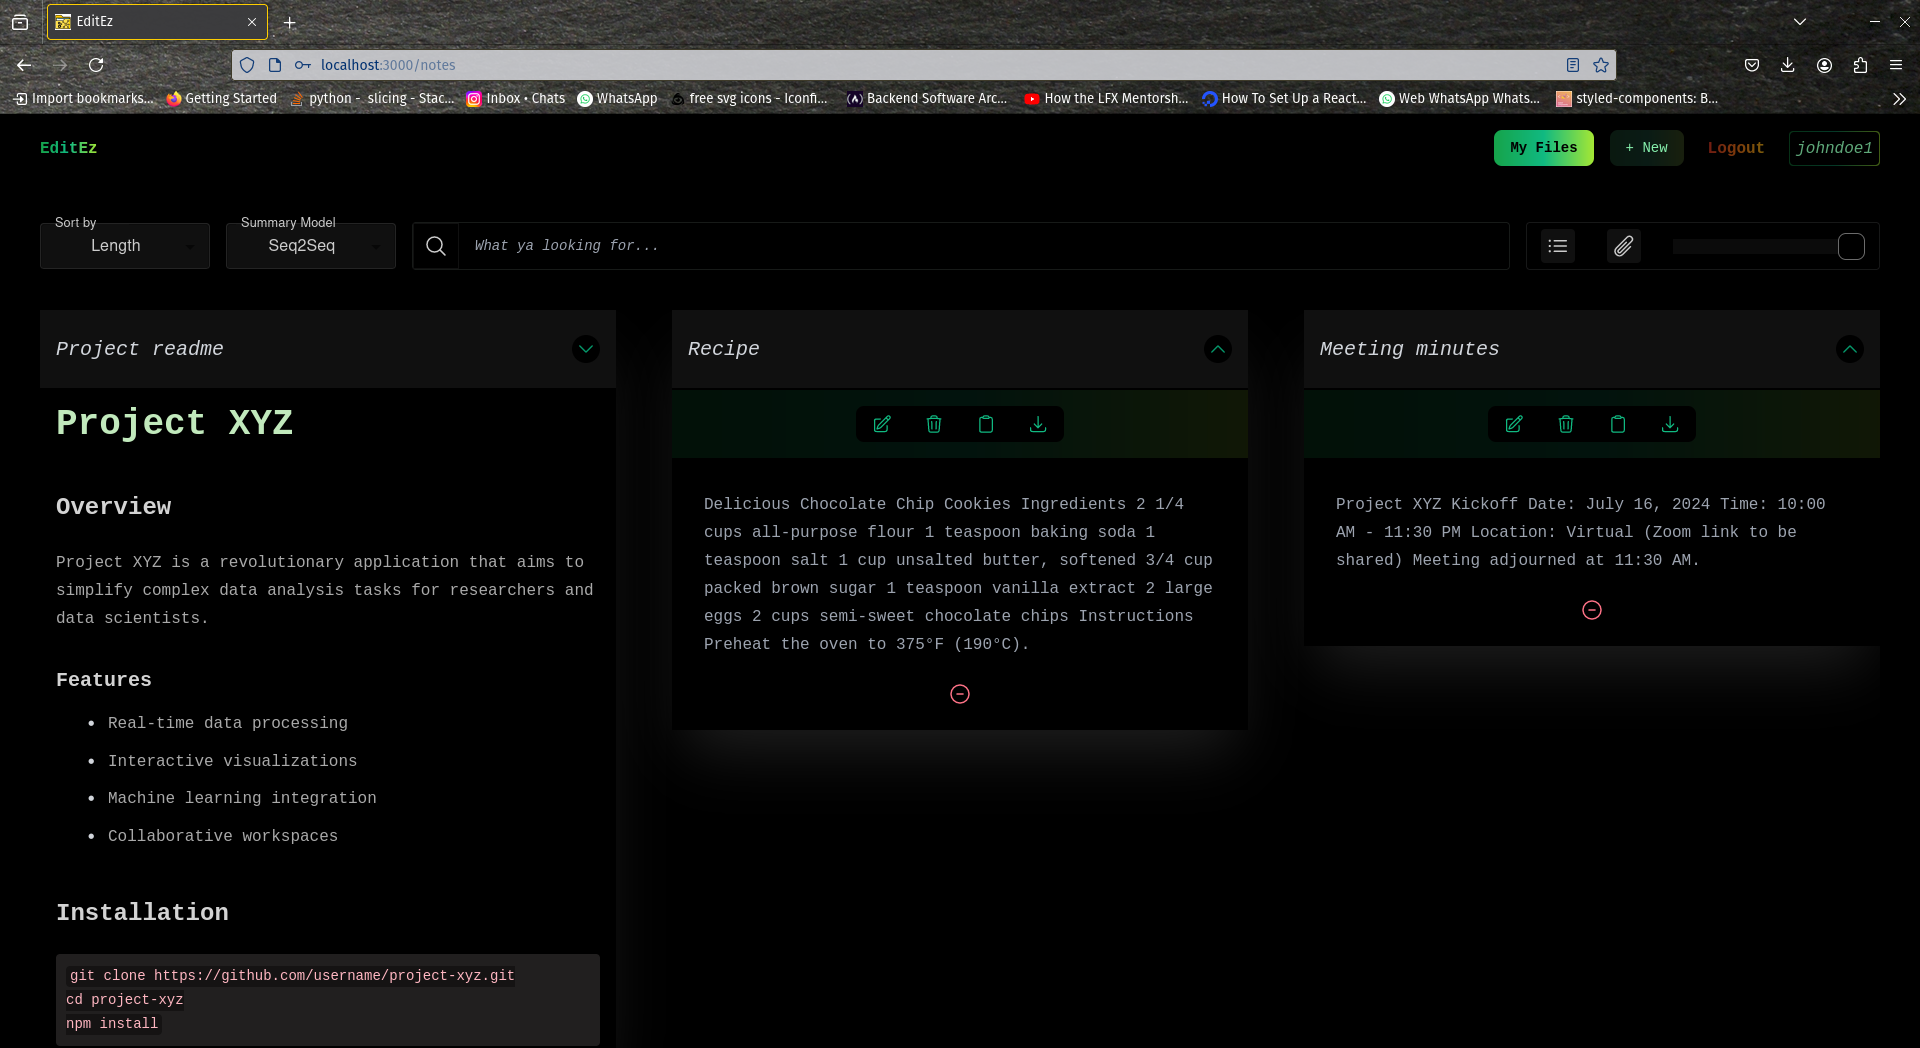 EditEz
localhost:3000/notes
Import bookmarks...
Getting Started
python - slicing - Stac...
Inbox • Chats
WhatsApp
free svg icons - Iconfi...
Backend Software Arc...
How the LFX Mentorsh...
How To Set Up a React...
Web WhatsApp Whats...
styled-components: B...
EditEz
My Files
+ New
Logout
johndoe1
Sort by
Length
Summary Model
Seq2Seq
What ya looking for...
Project readme
Project XYZ
Overview
Project XYZ is a revolutionary application that aims to
simplify complex data analysis tasks for researchers and
data scientists.
Features
• Real-time data processing
• Interactive visualizations
• Machine learning integration
• Collaborative workspaces
Installation
git clone https://github.com/username/project-xyz.git
cd project-xyz
npm install
Recipe
Delicious Chocolate Chip Cookies Ingredients 2 1/4
cups all-purpose flour 1 teaspoon baking soda 1
teaspoon salt 1 cup unsalted butter, softened 3/4 cup
packed brown sugar 1 teaspoon vanilla extract 2 large
eggs 2 cups semi-sweet chocolate chips Instructions
Preheat the oven to 375°F (190°C).
Meeting minutes
Project XYZ Kickoff Date: July 16, 2024 Time: 10:00
AM - 11:30 PM Location: Virtual (Zoom link to be
shared) Meeting adjourned at 11:30 AM.